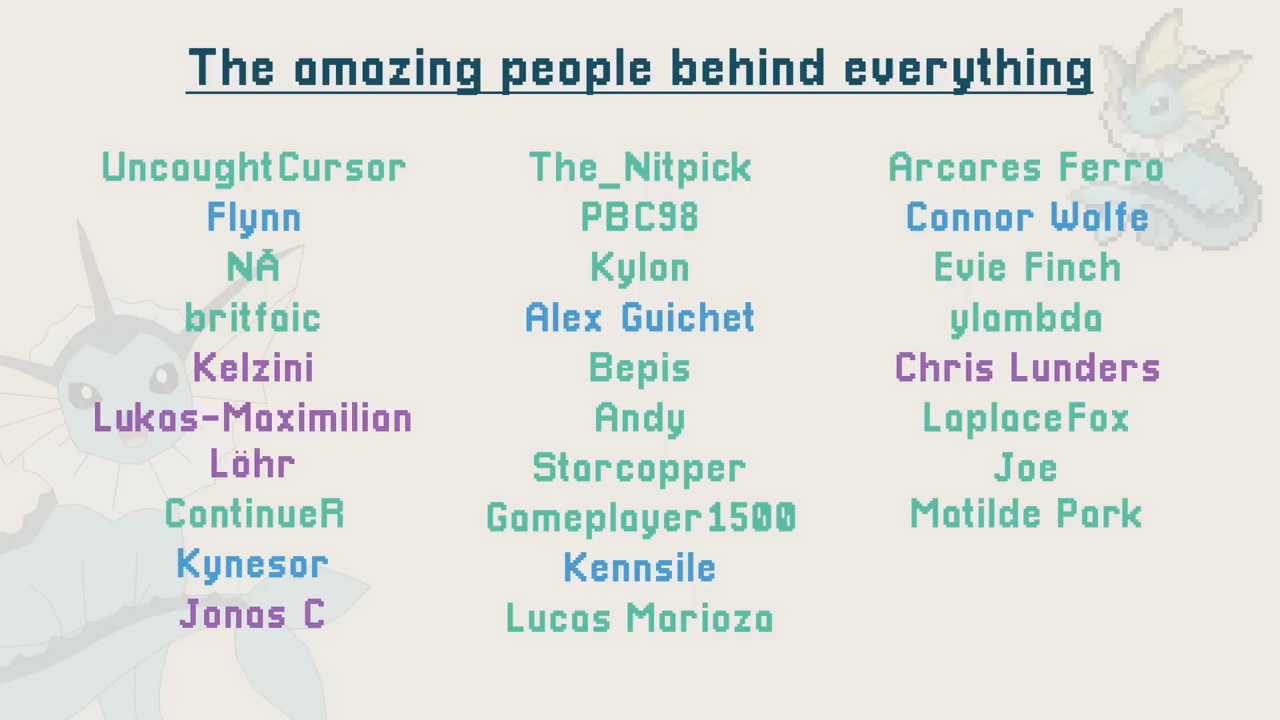 The amazing people behind everything
UncaughtCursor
Flynn
NĀ
britfaic
Kelzini
Lukas-Maximilian
Löhr
ContinueR
Kynesor
Jonas C
The_Nitpick
PBC98
Kylon
Alex Guichet
Bepis
Andy
Starcopper
Gameplayer1500
Kennsile
Lucas Marioza
Arcares Ferro
Connor Wolfe
Evie Finch
ylambda
Chris Lunders
LaplaceFox
Joe
Matilde Park